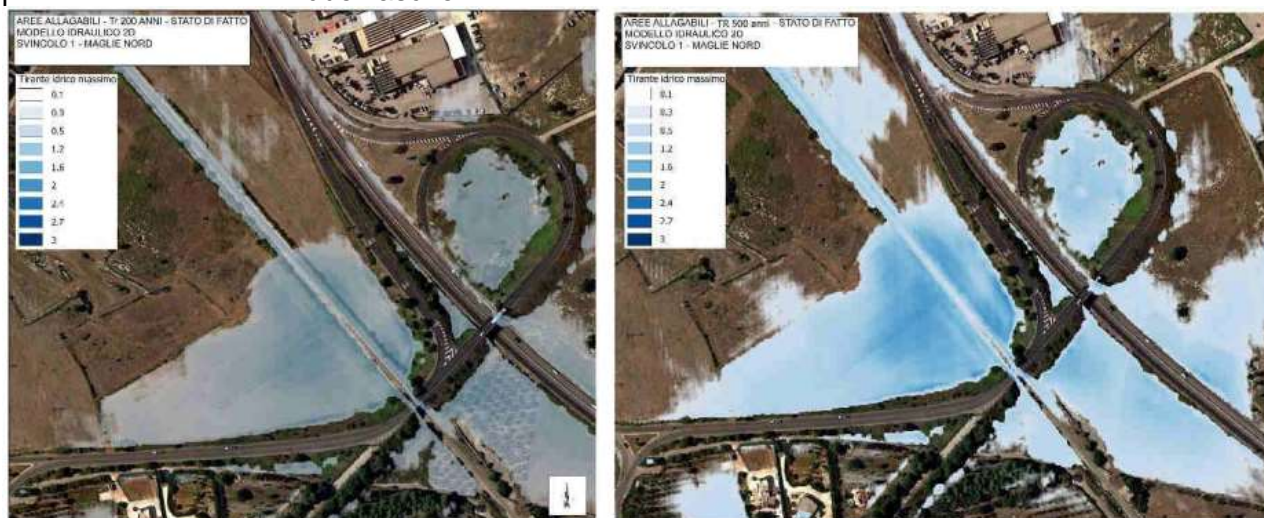 AREE ALLAGABILI - Tr 200 ANNI - STATO DI FATTO
MODELLO IDRAULICO 2D
SVINCOLO 1 - MAGLIE NORD
Tirante idrico massimo
0.1
0.3
0.5
1.2
1.6
2
2.4
2.7
3
AREE ALLAGABILI - TR 500 anni - STATO DI FATTO
MODELLO IDRAULICO 2D
SVINCOLO 1 - MAGLIE NORD
Tirante idrico massimo
0.1
0.3
0.5
1.2
1.6
2
2.4
2.7
3